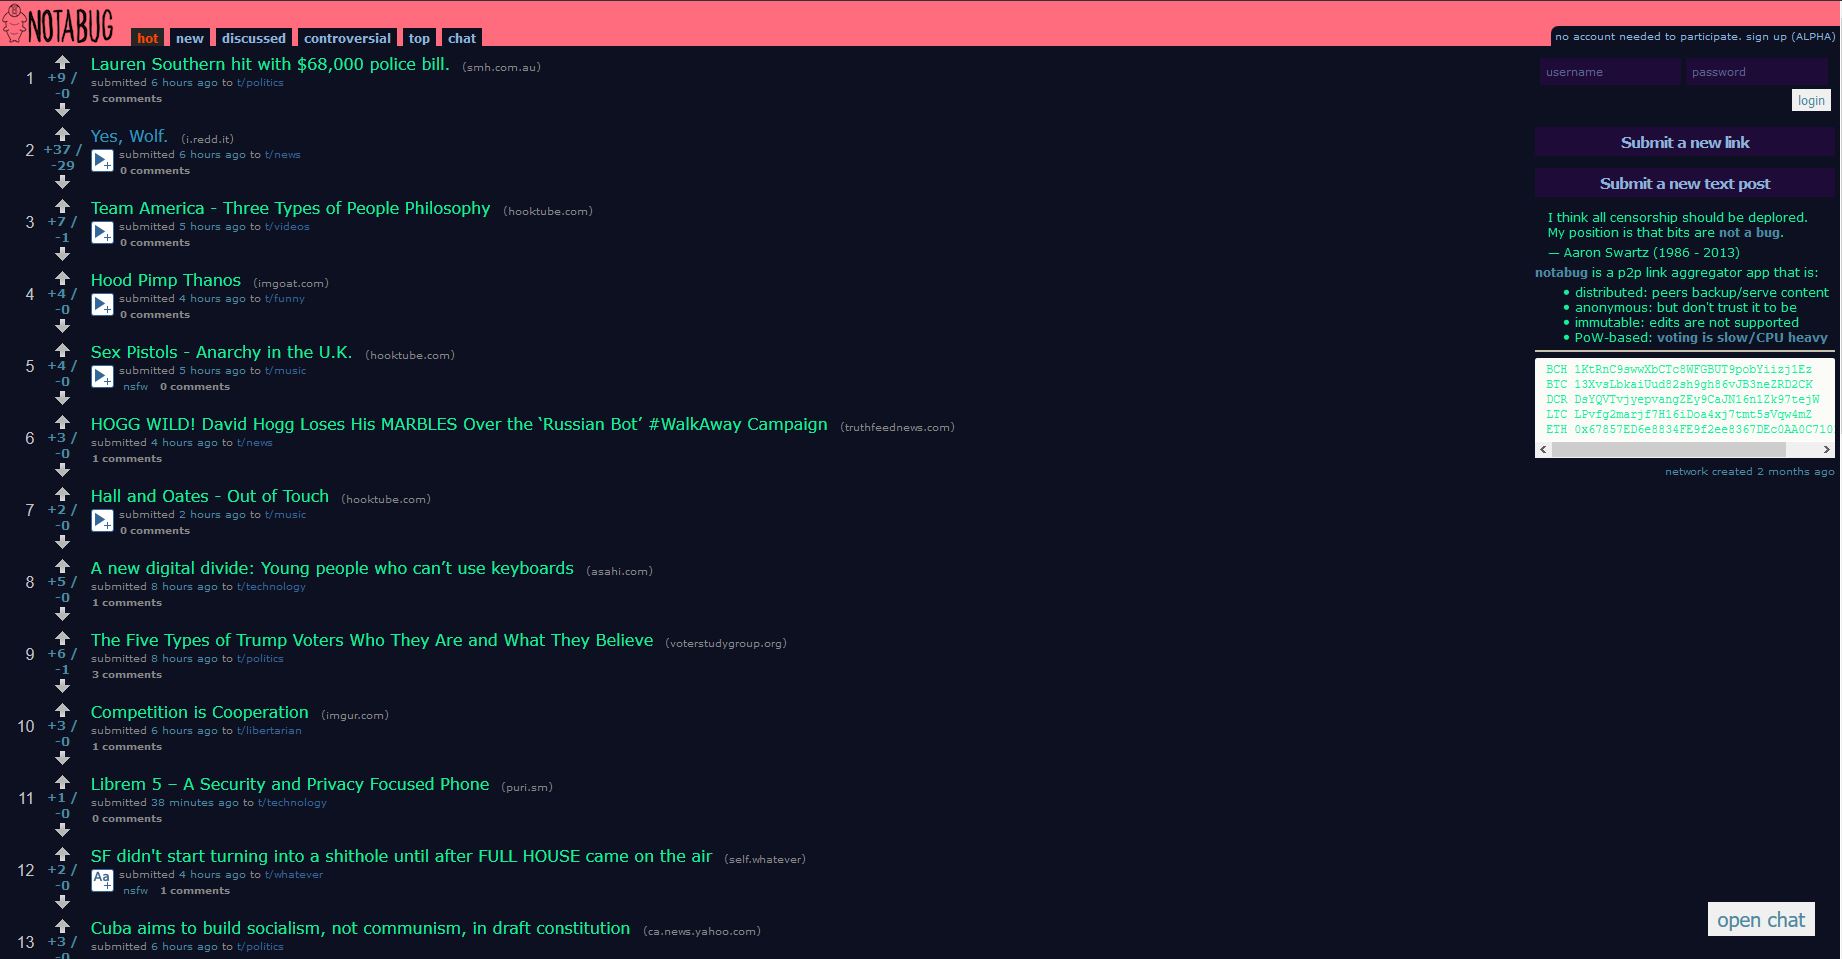 NOTABUG
hot new discussed controversial top chat
no account needed to participate. sign up (ALPHA)
1
+9 /
-0
Lauren Southern hit with $68,000 police bill. (smh.com.au)
submitted 6 hours ago to t/politics
5 comments
2
+37 /
-29
Yes, Wolf. (i.redd.it)
submitted 6 hours ago to t/news
0 comments
3
+7 /
-1
Team America - Three Types of People Philosophy (hooktube.com)
submitted 5 hours ago to t/videos
0 comments
4
+4 /
-0
Hood Pimp Thanos (imgoat.com)
submitted 4 hours ago to t/funny
0 comments
5
+4 /
-0
Sex Pistols - Anarchy in the U.K. (hooktube.com)
submitted 5 hours ago to t/music
nsfw 0 comments
6
+3 /
-0
HOGG WILD! David Hogg Loses His MARBLES Over the ‘Russian Bot’ #WalkAway Campaign (truthfeednews.com)
submitted 4 hours ago to t/news
1 comments
7
+2 /
-0
Hall and Oates - Out of Touch (hooktube.com)
submitted 2 hours ago to t/music
0 comments
8
+5 /
-0
A new digital divide: Young people who can’t use keyboards (asahi.com)
submitted 8 hours ago to t/technology
1 comments
9
+6 /
-1
The Five Types of Trump Voters Who They Are and What They Believe (voterstudygroup.org)
submitted 8 hours ago to t/politics
3 comments
10
+3 /
-0
Competition is Cooperation (imgur.com)
submitted 6 hours ago to t/libertarian
1 comments
11
+1 /
-0
Librem 5 – A Security and Privacy Focused Phone (puri.sm)
submitted 38 minutes ago to t/technology
0 comments
12
+2 /
-0
SF didn't start turning into a shithole until after FULL HOUSE came on the air (self.whatever)
Aa
submitted 4 hours ago to t/whatever
nsfw 1 comments
13
+3 /
-0
Cuba aims to build socialism, not communism, in draft constitution (ca.news.yahoo.com)
submitted 6 hours ago to t/politics
username password
login
Submit a new link
Submit a new text post
I think all censorship should be deplored.
My position is that bits are not a bug.
— Aaron Swartz (1986 - 2013)
notabug is a p2p link aggregator app that is:
• distributed: peers backup/serve content
• anonymous: but don't trust it to be
• immutable: edits are not supported
• PoW-based: voting is slow/CPU heavy
BCH 1KtRnC9swwXbCTc8WFGBUT9pobYiizj1Ez
BTC 13XvsLbkaiUud82sh9gh86vJB3neZRD2CK
DCR DsYQVTvjyepvangZEy9CaJN16n1Zk97tejW
LTC LPvfg2marjf7H16iDoa4xj7tmt5sVqw4mZ
ETH 0x67857ED6e8834FE9f2ee8367DEc0AA0C710
network created 2 months ago
open chat